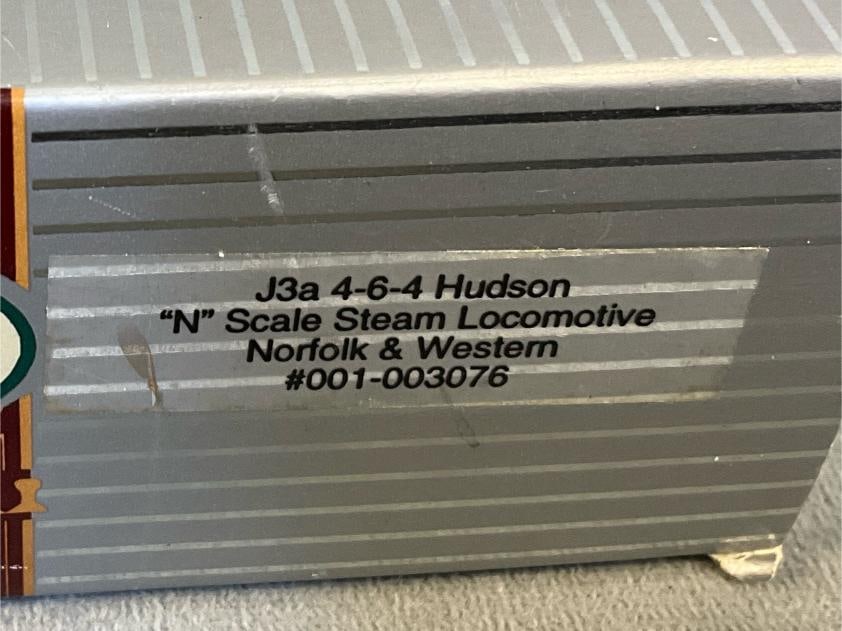 J3a 4-6-4 Hudson
“N” Scale Steam Locomotive
Norfolk & Western
#001-003076